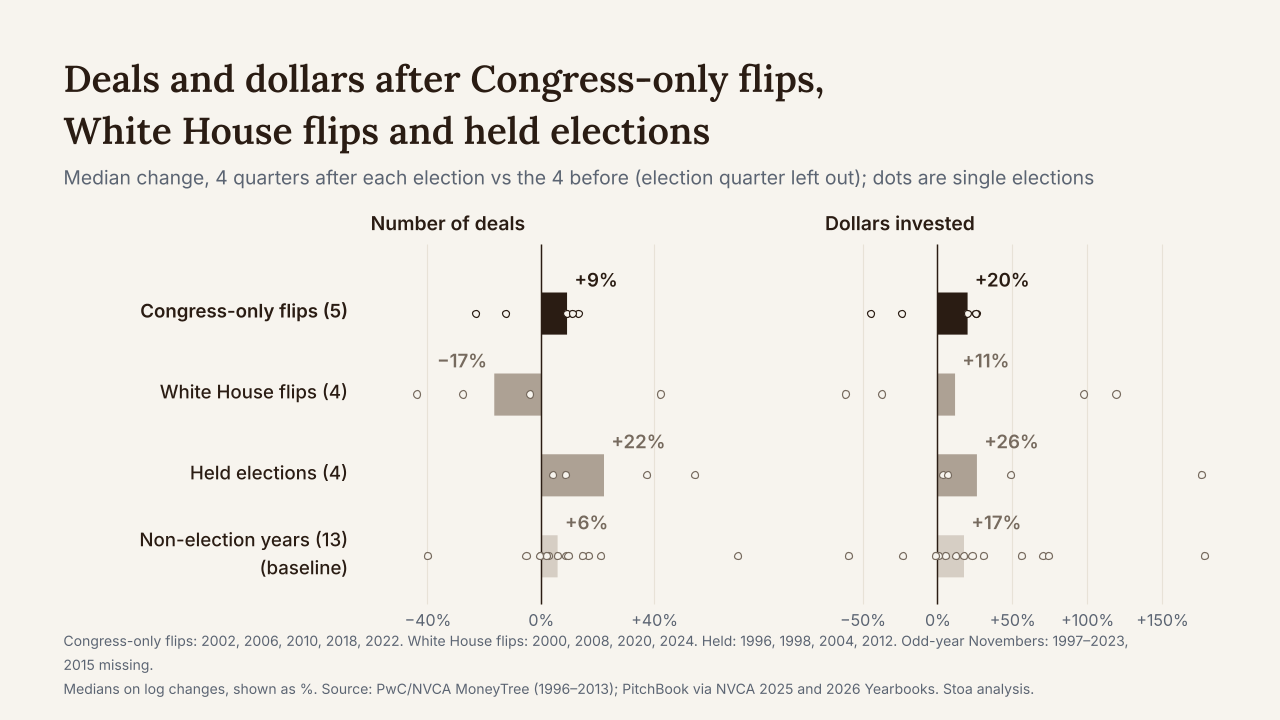 Deals and dollars after Congress-only flips,
White House flips and held elections
Median change, 4 quarters after each election vs the 4 before (election quarter left out); dots are single elections
Number of deals
Dollars invested
+9%
+20%
Congress-only flips (5)
−17%
+11%
White House flips (4)
+22%
+26%
Held elections (4)
+6%
+17%
Non-election years (13)
(baseline)
−40% 0% +40%
−50% 0% +50% +100% +150%
Congress-only flips: 2002, 2006, 2010, 2018, 2022. White House flips: 2000, 2008, 2020, 2024. Held: 1996, 1998, 2004, 2012. Odd-year Novembers: 1997–2023,
2015 missing.
Medians on log changes, shown as %. Source: PwC/NVCA MoneyTree (1996–2013); PitchBook via NVCA 2025 and 2026 Yearbooks. Stoa analysis.